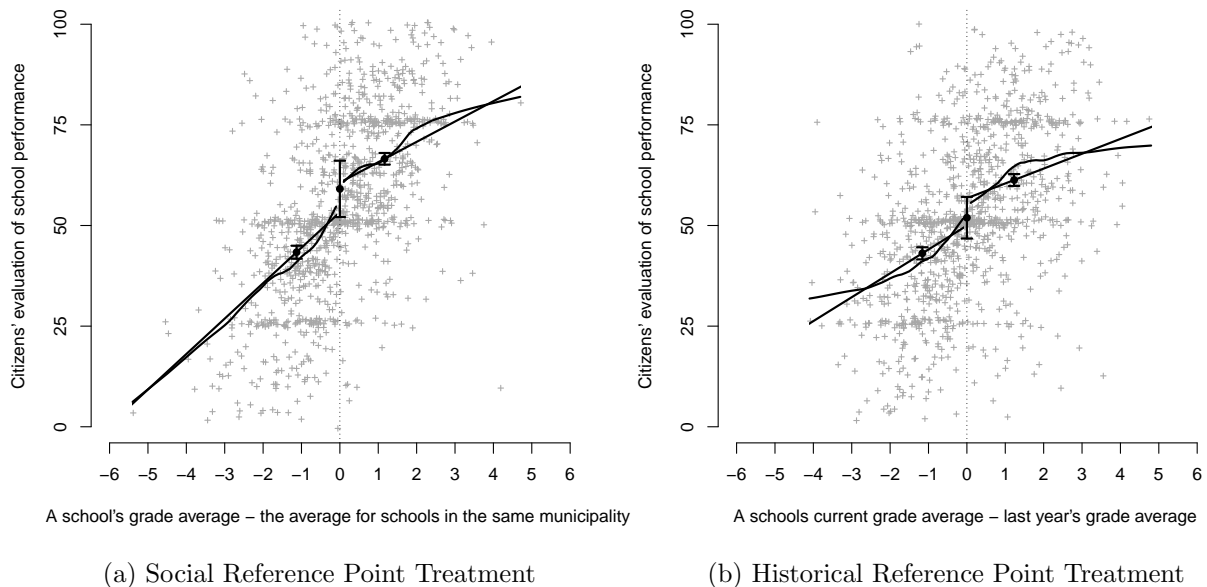 100
75
50
25
0
Citizens' evaluation of school performance
−6 −5 −4 −3 −2 −1 0 1 2 3 4 5 6
A school's grade average − the average for schools in the same municipality
(a) Social Reference Point Treatment
100
75
50
25
0
Citizens' evaluation of school performance
−6 −5 −4 −3 −2 −1 0 1 2 3 4 5 6
A schools current grade average − last year's grade average
(b) Historical Reference Point Treatment